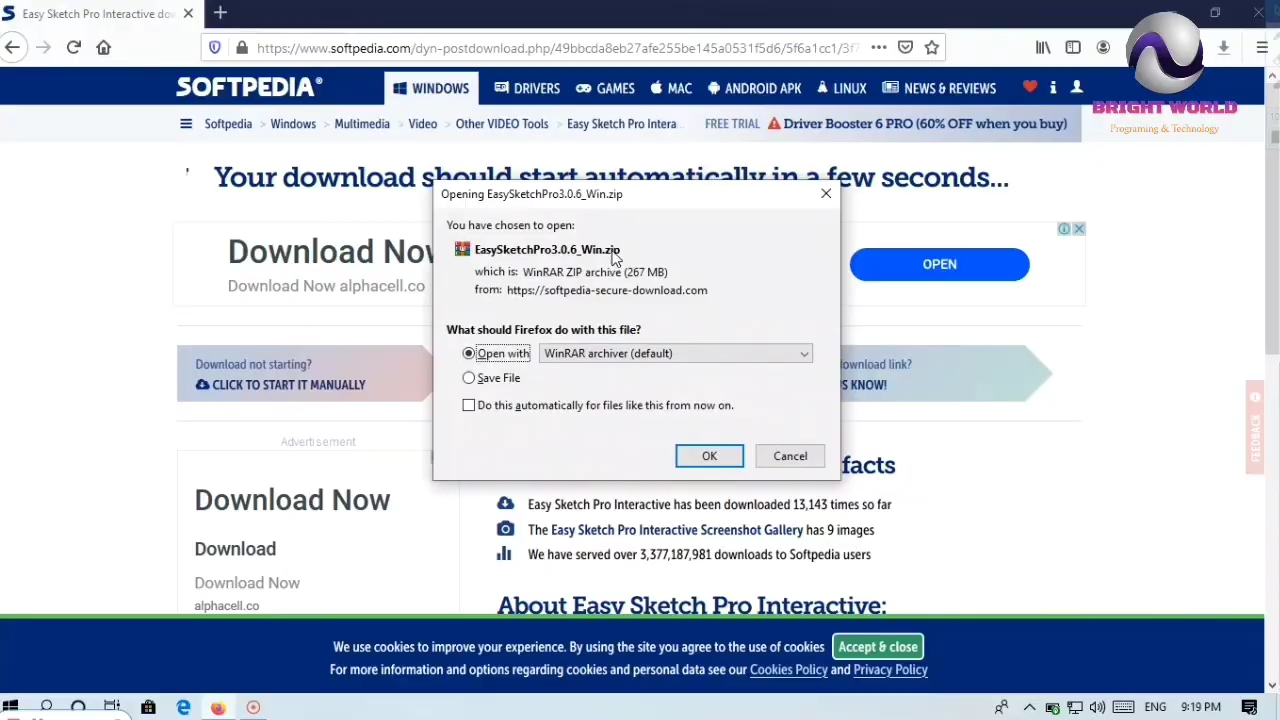 Easy Sketch Pro Interactive dow
https://www.softpedia.com/dyn-postdownload.php/49bbcda8eb27afe255be145a0531f5d6/5f6a1cc1/3f7
SOFTPEDIA®
WINDOWS
DRIVERS
GAMES
MAC
ANDROID APK
LINUX
NEWS & REVIEWS
BRIGHT WORLD
Programing & Technology
Softpedia > Windows > Multimedia > Video > Other VIDEO Tools > Easy Sketch Pro Intera...
FREE TRIAL
Driver Booster 6 PRO (60% OFF when you buy)
Your download should start automatically in a few seconds...
Opening EasySketchPro3.0.6_Win.zip
You have chosen to open:
EasySketchPro3.0.6_Win.zip
which is: WinRAR ZIP archive (267 MB)
from: https://softpedia-secure-download.com
What should Firefox do with this file?
Open with
WinRAR archiver (default)
Save File
Do this automatically for files like this from now on.
OK
Cancel
Download Now
Download Now alphacell.co
OPEN
Download not starting?
CLICK TO START IT MANUALLY
download link?
US KNOW!
FEEDBACK
Advertisement
Download Now
Download
Download Now
alphacell.co
facts
Easy Sketch Pro Interactive has been downloaded 13,143 times so far
The Easy Sketch Pro Interactive Screenshot Gallery has 9 images
We have served over 3,377,187,981 downloads to Softpedia users
About Easy Sketch Pro Interactive:
We use cookies to improve your experience. By using the site you agree to the use of cookies
Accept & close
For more information and options regarding cookies and personal data see our Cookies Policy and Privacy Policy
ENG
9:19 PM